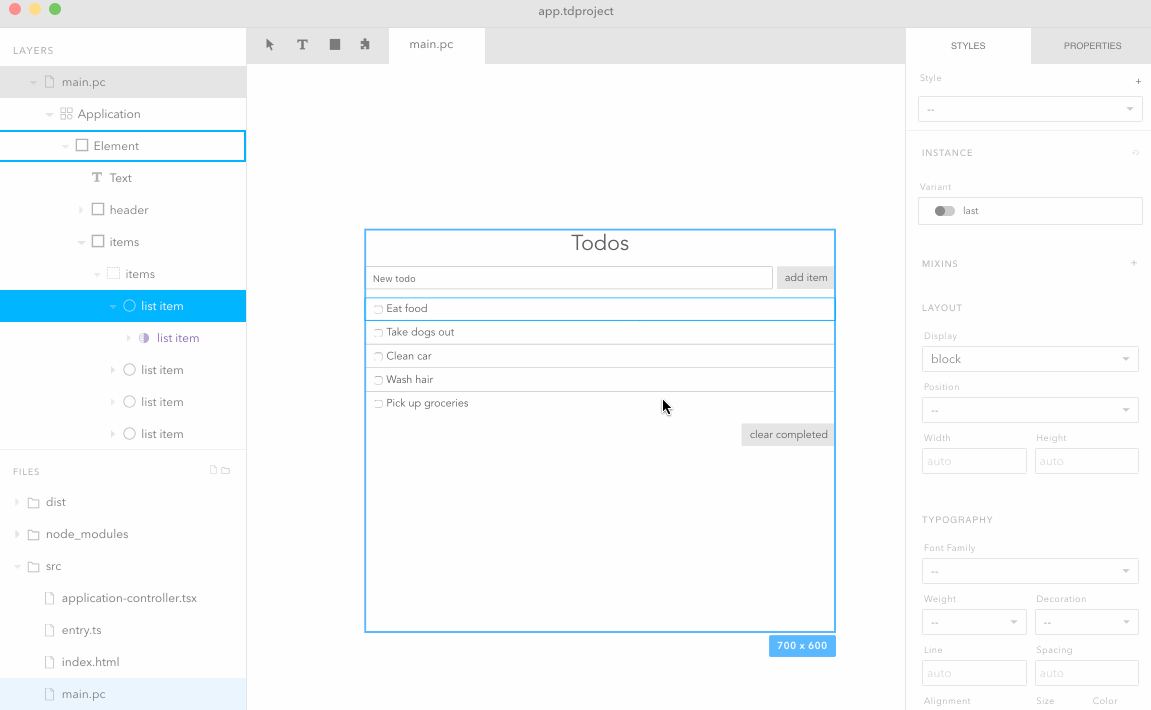 app.tdproject
LAYERS
main.pc
Application
Element
T Text
header
items
items
list item
list item
list item
list item
list item
FILES
dist
node_modules
src
application-controller.tsx
entry.ts
index.html
main.pc
T
main.pc
Todos
New todo
add item
Eat food
Take dogs out
Clean car
Wash hair
Pick up groceries
clear completed
700 x 600
STYLES
PROPERTIES
Style
+
--
INSTANCE
Variant
last
MIXINS
+
LAYOUT
Display
block
Position
--
Width
Height
auto
auto
TYPOGRAPHY
Font Family
--
Weight
Decoration
--
--
Line
Spacing
auto
auto
Alignment
Size
Color